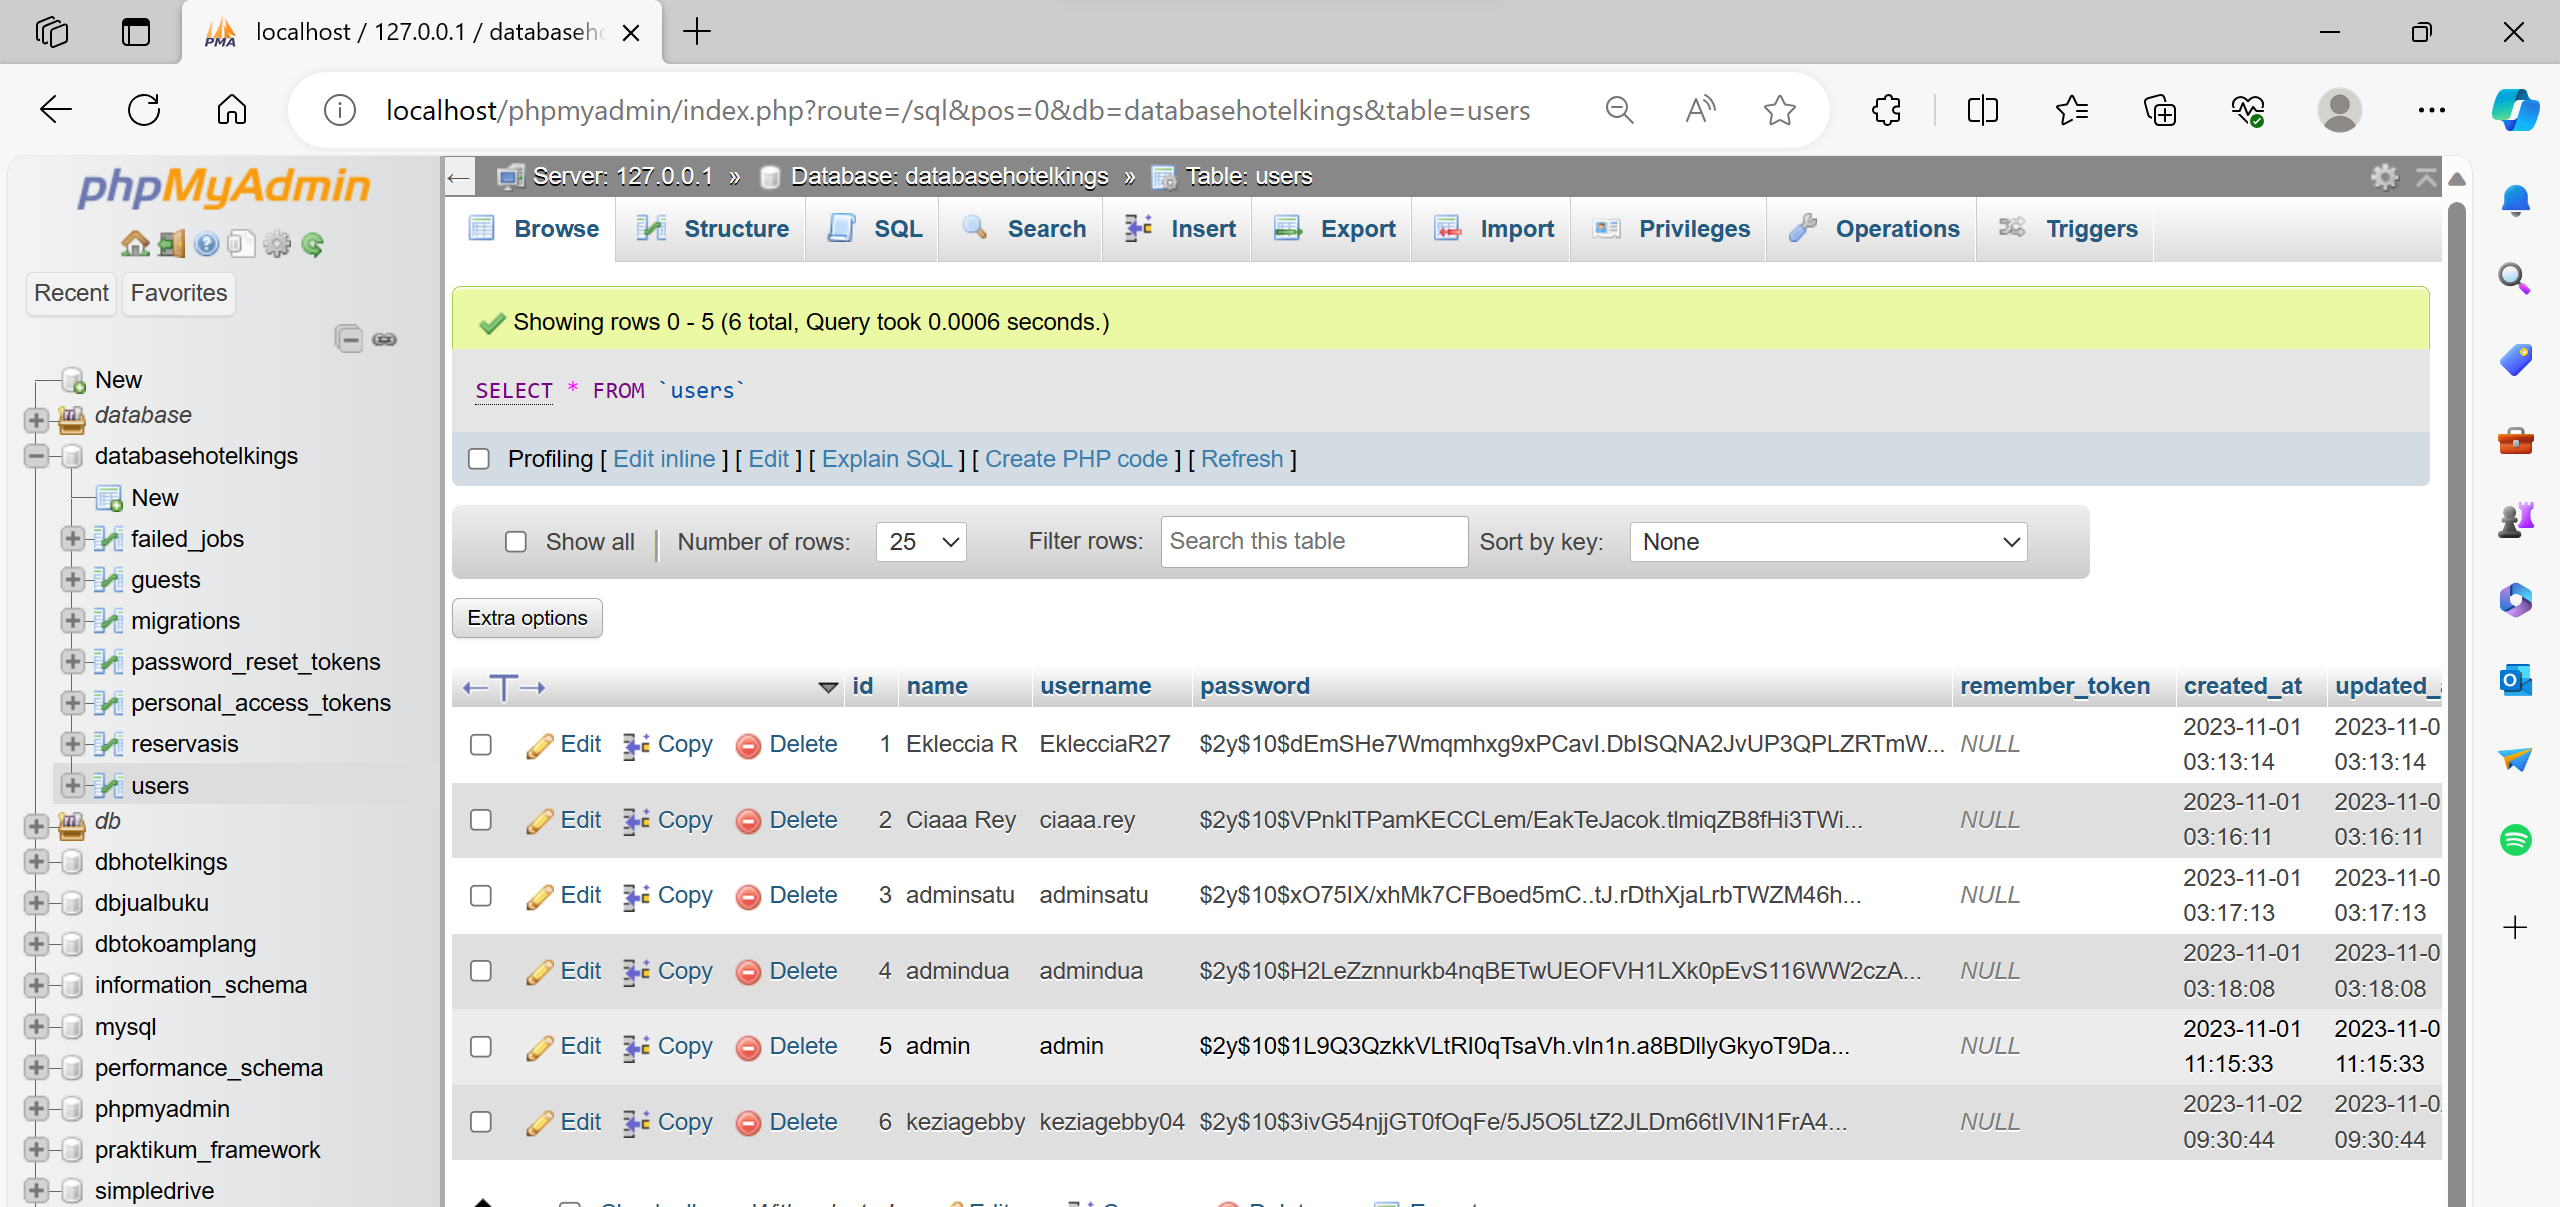 PMA localhost / 127.0.0.1 / databaseh
localhost/phpmyadmin/index.php?route=/sql&pos=0&db=databasehotelkings&table=users
phpMyAdmin
Recent Favorites
New
database
databasehotelkings
New
failed_jobs
guests
migrations
password_reset_tokens
personal_access_tokens
reservasis
users
db
dbhotelkings
dbjualbuku
dbtokoamplang
information_schema
mysql
performance_schema
phpmyadmin
praktikum_framework
simpledrive
Server: 127.0.0.1 » Database: databasehotelkings » Table: users
Browse Structure SQL Search Insert Export Import Privileges Operations Triggers
Showing rows 0 - 5 (6 total, Query took 0.0006 seconds.)
SELECT * FROM `users`
Profiling [ Edit inline ] [ Edit ] [ Explain SQL ] [ Create PHP code ] [ Refresh ]
Show all Number of rows: 25 Filter rows: Search this table Sort by key: None
Extra options
id name username password remember_token created_at updated_
Edit Copy Delete 1 Ekleccia R EklecciaR27 $2y$10$dEmSHe7Wmqmhxg9xPCavI.DbISQNA2JvUP3QPLZRTmW... NULL 2023-11-01 03:13:14 2023-11-0 03:13:14
Edit Copy Delete 2 Ciaaa Rey ciaaa.rey $2y$10$VPnklTPamKECCLem/EakTeJacok.tlmiqZB8fHi3TWi... NULL 2023-11-01 03:16:11 2023-11-0 03:16:11
Edit Copy Delete 3 adminsatu adminsatu $2y$10$xO75IX/xhMk7CFBoed5mC..tJ.rDthXjaLrbTWZM46h... NULL 2023-11-01 03:17:13 2023-11-0 03:17:13
Edit Copy Delete 4 admindua admindua $2y$10$H2LeZznnurkb4nqBETwUEOFVH1LXk0pEvS116WW2czA... NULL 2023-11-01 03:18:08 2023-11-0 03:18:08
Edit Copy Delete 5 admin admin $2y$10$1L9Q3QzkkVLtRI0qTsaVh.vIn1n.a8BDllyGkyoT9Da... NULL 2023-11-01 11:15:33 2023-11-0 11:15:33
Edit Copy Delete 6 keziagebby keziagebby04 $2y$10$3ivG54njjGT0fOqFe/5J5O5LtZ2JLDm66tIVIN1FrA4... NULL 2023-11-02 09:30:44 2023-11-0 09:30:44